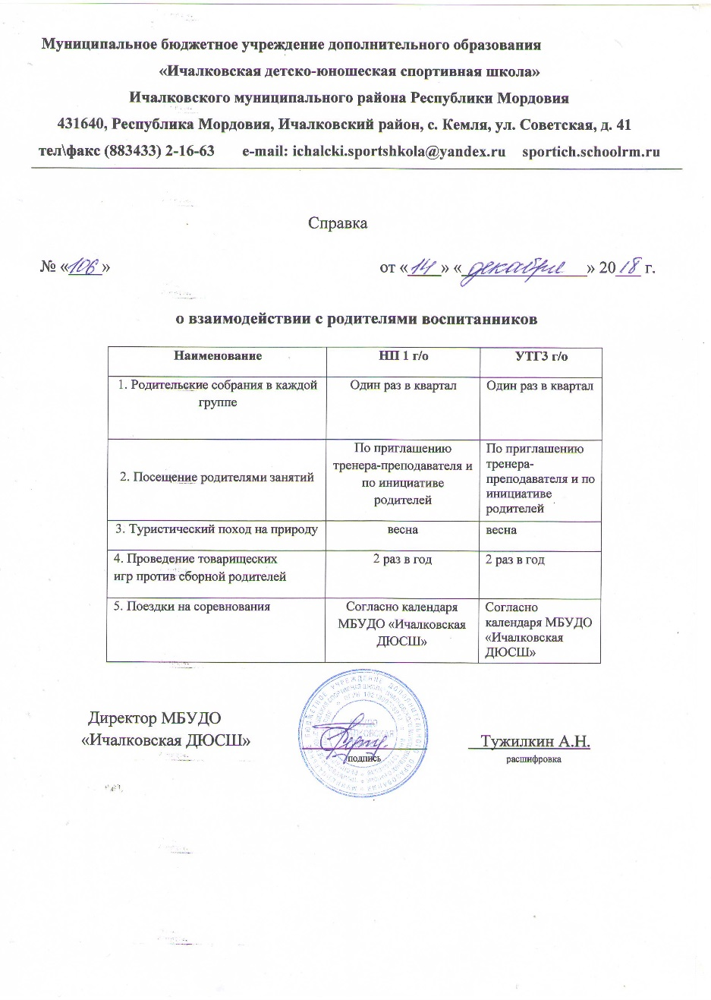 Муниципальное бюджетное учреждение дополнительного образования
«Ичалковская детско-юношеская спортивная школа»
Ичалковского муниципального района Республики Мордовия
431640, Республика Мордовия, Ичалковский район, с. Кемля, ул. Советская, д. 41
тел\факс (883433) 2-16-63 e-mail: ichalcki.sportshkola@yandex.ru sportich.schoolrm.ru
Справка
№ «106» от «14» «декабря» 2018 г.
о взаимодействии с родителями воспитанников
Наименование НП 1 г/о УТГ3 г/о
1. Родительские собрания в каждой
группе
Один раз в квартал
Один раз в квартал
2. Посещение родителями занятий
По приглашению
тренера-преподавателя и
по инициативе
родителей
По приглашению
тренера-
преподавателя и по
инициативе
родителей
3. Туристический поход на природу
весна
весна
4. Проведение товарищеских
игр против сборной родителей
2 раз в год
2 раз в год
5. Поездки на соревнования
Согласно календаря
МБУДО «Ичалковская
ДЮСШ»
Согласно
календаря МБУДО
«Ичалковская
ДЮСШ»
Директор МБУДО
«Ичалковская ДЮСШ» Тужилкин А.Н.
подпись расшифровка